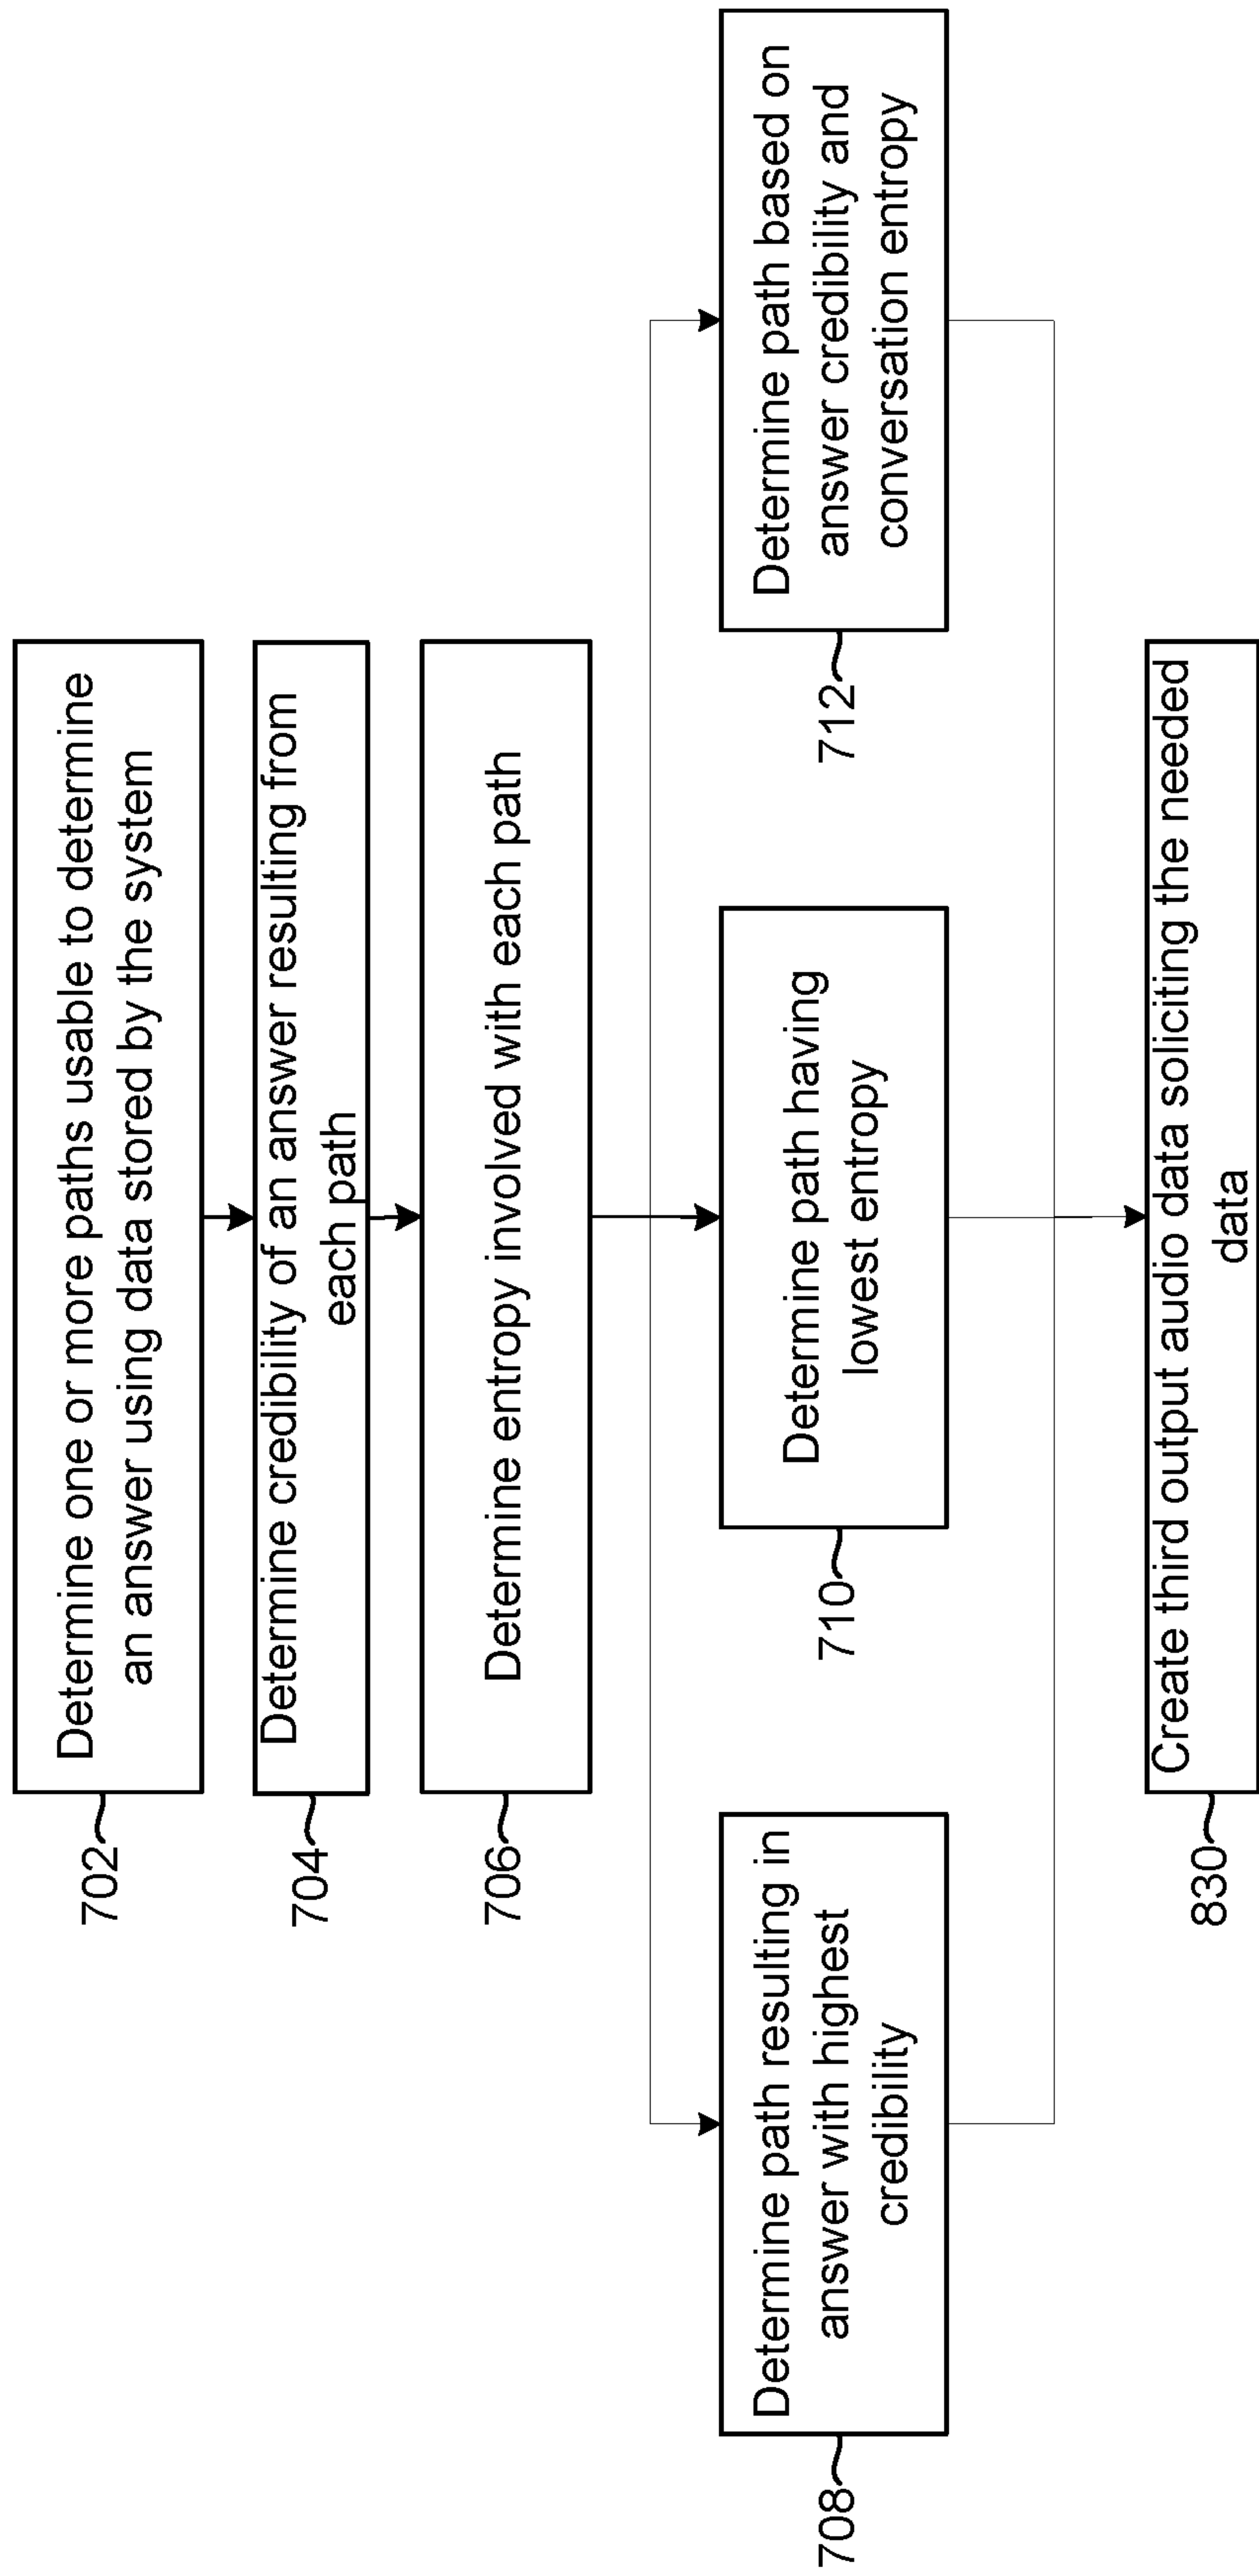 702
Determine one or more paths usable to determine
an answer using data stored by the system
704
Determine credibility of an answer resulting from
each path
706
Determine entropy involved with each path
708
Determine path resulting in
answer with highest
credibility
710
Determine path having
lowest entropy
712
Determine path based on
answer credibility and
conversation entropy
830
Create third output audio data soliciting the needed
data